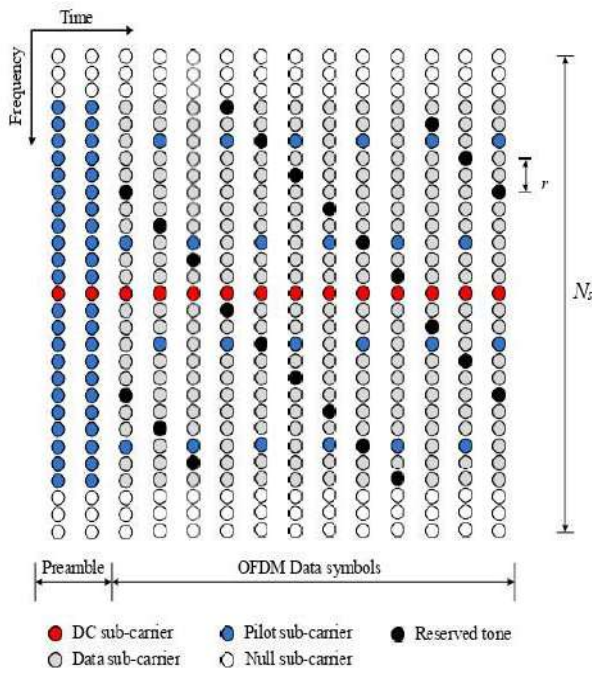 Time
Frequency
r
Preamble
OFDM Data symbols
DC sub-carrier
Pilot sub-carrier
Reserved tone
Data sub-carrier
Null sub-carrier